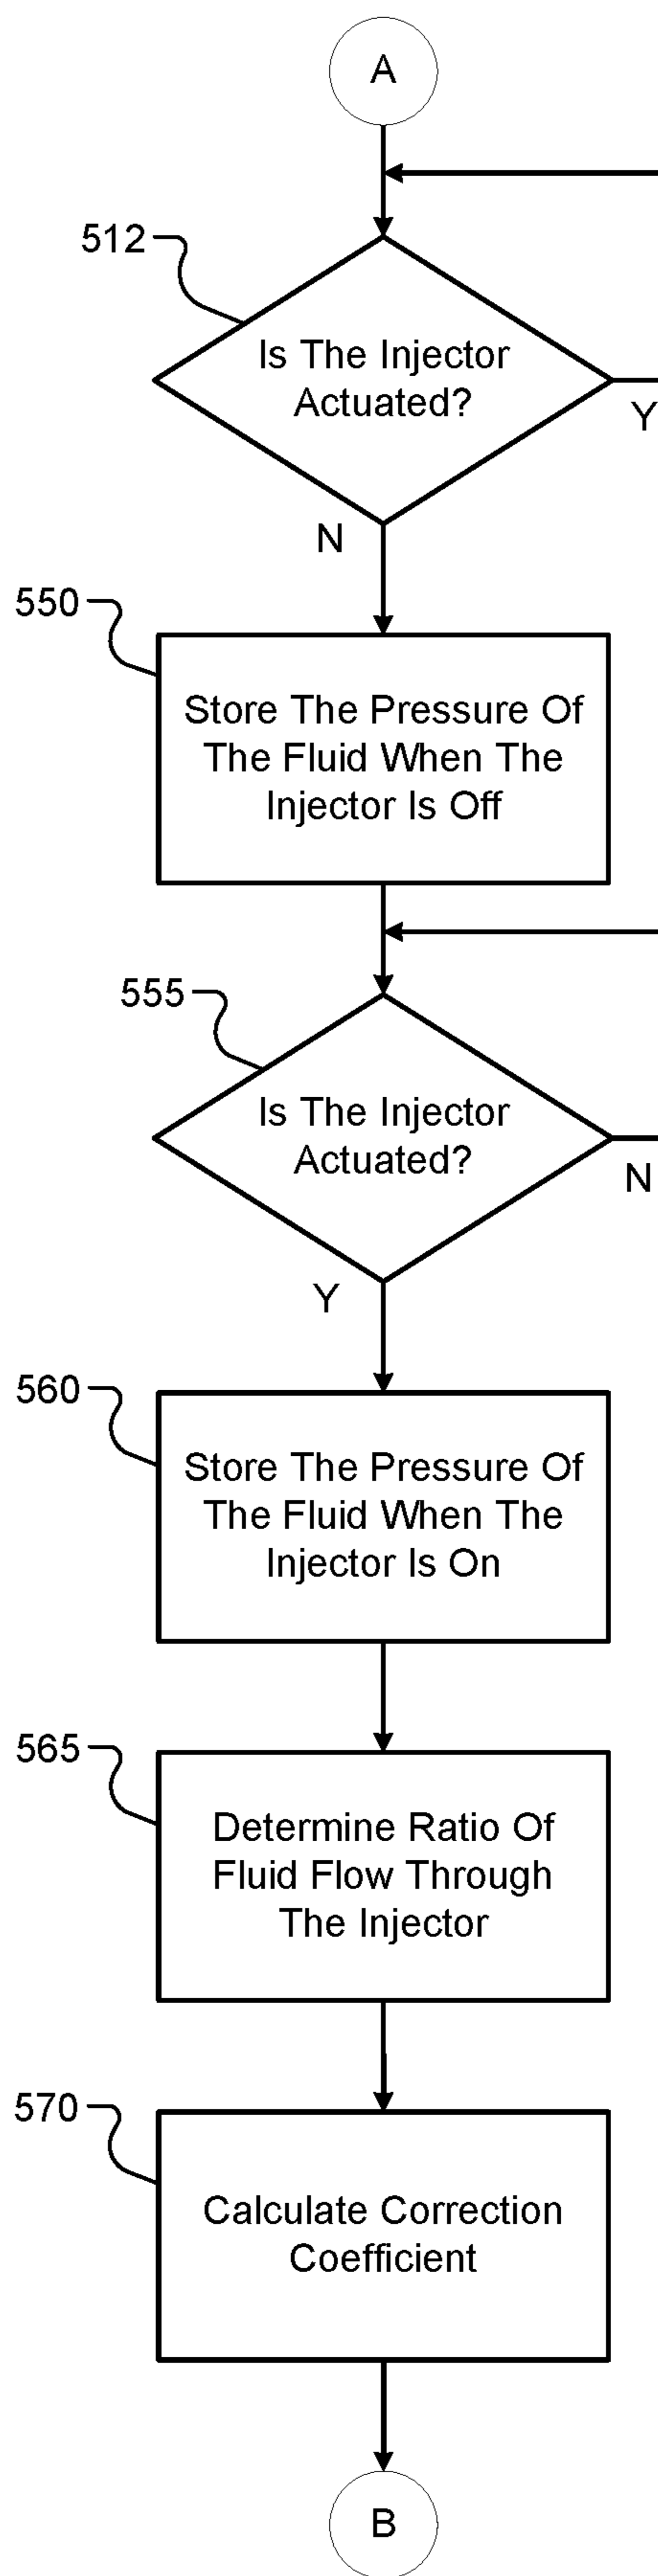 A
512
Is The Injector
Actuated?
Y
N
550
Store The Pressure Of
The Fluid When The
Injector Is Off
555
Is The Injector
Actuated?
N
Y
560
Store The Pressure Of
The Fluid When The
Injector Is On
565
Determine Ratio Of
Fluid Flow Through
The Injector
570
Calculate Correction
Coefficient
B